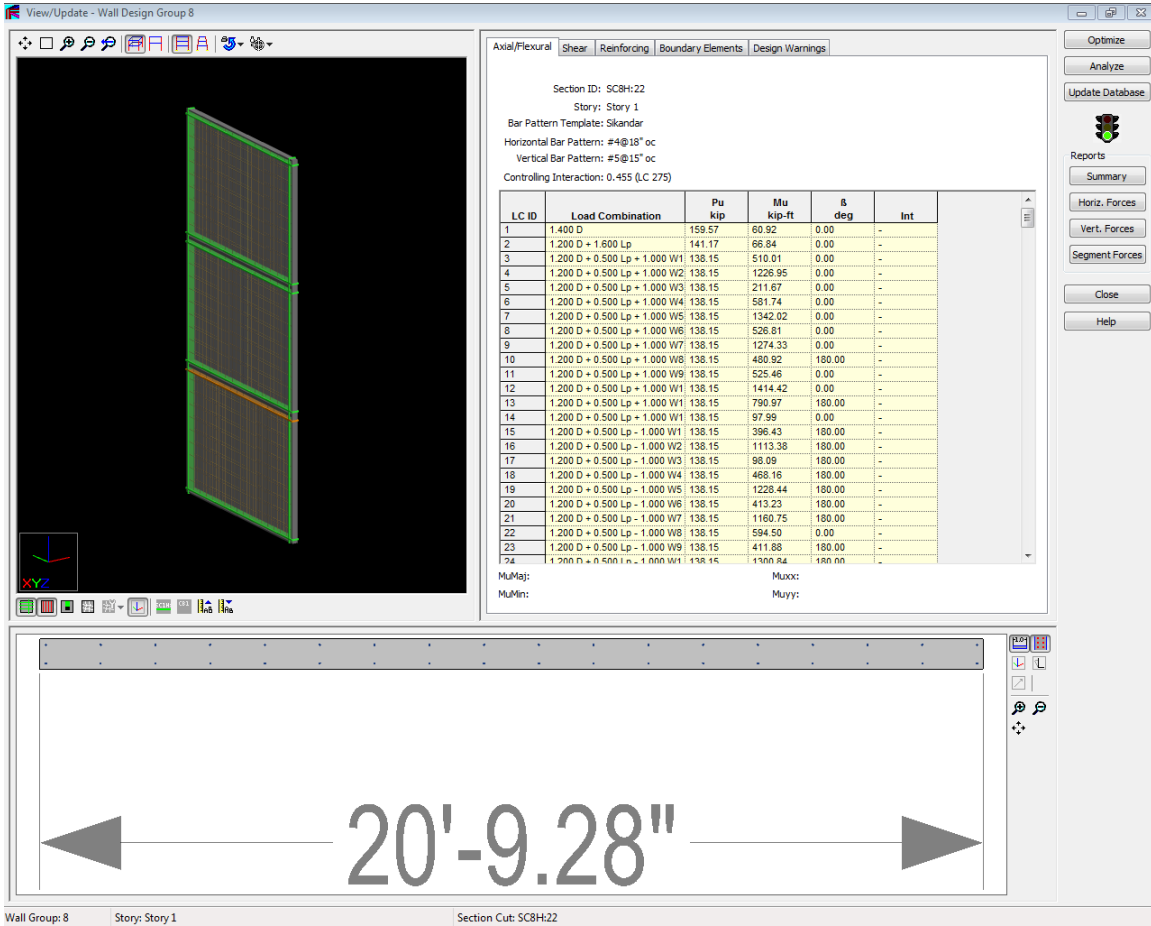 View/Update - Wall Design Group 8
Axial/Flexural Shear Reinforcing Boundary Elements Design Warnings
Section ID: SC8H:22
Story: Story 1
Bar Pattern Template: Sikandar
Horizontal Bar Pattern: #4@18" oc
Vertical Bar Pattern: #5@15" oc
Controlling Interaction: 0.455 (LC 275)
LC ID Load Combination Pu kip Mu kip-ft ß deg Int
1 1.400 D 159.57 60.92 0.00 -
2 1.200 D + 1.600 Lp 141.17 66.84 0.00 -
3 1.200 D + 0.500 Lp + 1.000 W1 138.15 510.01 0.00 -
4 1.200 D + 0.500 Lp + 1.000 W2 138.15 1226.95 0.00 -
5 1.200 D + 0.500 Lp + 1.000 W3 138.15 211.67 0.00 -
6 1.200 D + 0.500 Lp + 1.000 W4 138.15 581.74 0.00 -
7 1.200 D + 0.500 Lp + 1.000 W5 138.15 1342.02 0.00 -
8 1.200 D + 0.500 Lp + 1.000 W6 138.15 526.81 0.00 -
9 1.200 D + 0.500 Lp + 1.000 W7 138.15 1274.33 0.00 -
10 1.200 D + 0.500 Lp + 1.000 W8 138.15 480.92 180.00 -
11 1.200 D + 0.500 Lp + 1.000 W9 138.15 525.46 0.00 -
12 1.200 D + 0.500 Lp + 1.000 W1 138.15 1414.42 0.00 -
13 1.200 D + 0.500 Lp + 1.000 W1 138.15 790.97 180.00 -
14 1.200 D + 0.500 Lp + 1.000 W1 138.15 97.99 0.00 -
15 1.200 D + 0.500 Lp - 1.000 W1 138.15 396.43 180.00 -
16 1.200 D + 0.500 Lp - 1.000 W2 138.15 1113.38 180.00 -
17 1.200 D + 0.500 Lp - 1.000 W3 138.15 98.09 180.00 -
18 1.200 D + 0.500 Lp - 1.000 W4 138.15 468.16 180.00 -
19 1.200 D + 0.500 Lp - 1.000 W5 138.15 1228.44 180.00 -
20 1.200 D + 0.500 Lp - 1.000 W6 138.15 413.23 180.00 -
21 1.200 D + 0.500 Lp - 1.000 W7 138.15 1160.75 180.00 -
22 1.200 D + 0.500 Lp - 1.000 W8 138.15 594.50 0.00 -
23 1.200 D + 0.500 Lp - 1.000 W9 138.15 411.88 180.00 -
24 1.200 D + 0.500 Lp - 1.000 W1 138.15 1300.84 180.00 -
MuMaj: Muxx:
MuMin: Muyy:
Optimize
Analyze
Update Database
Reports
Summary
Horiz. Forces
Vert. Forces
Segment Forces
Close
Help
XYZ
20'-9.28"
Wall Group: 8 Story: Story 1 Section Cut: SC8H:22